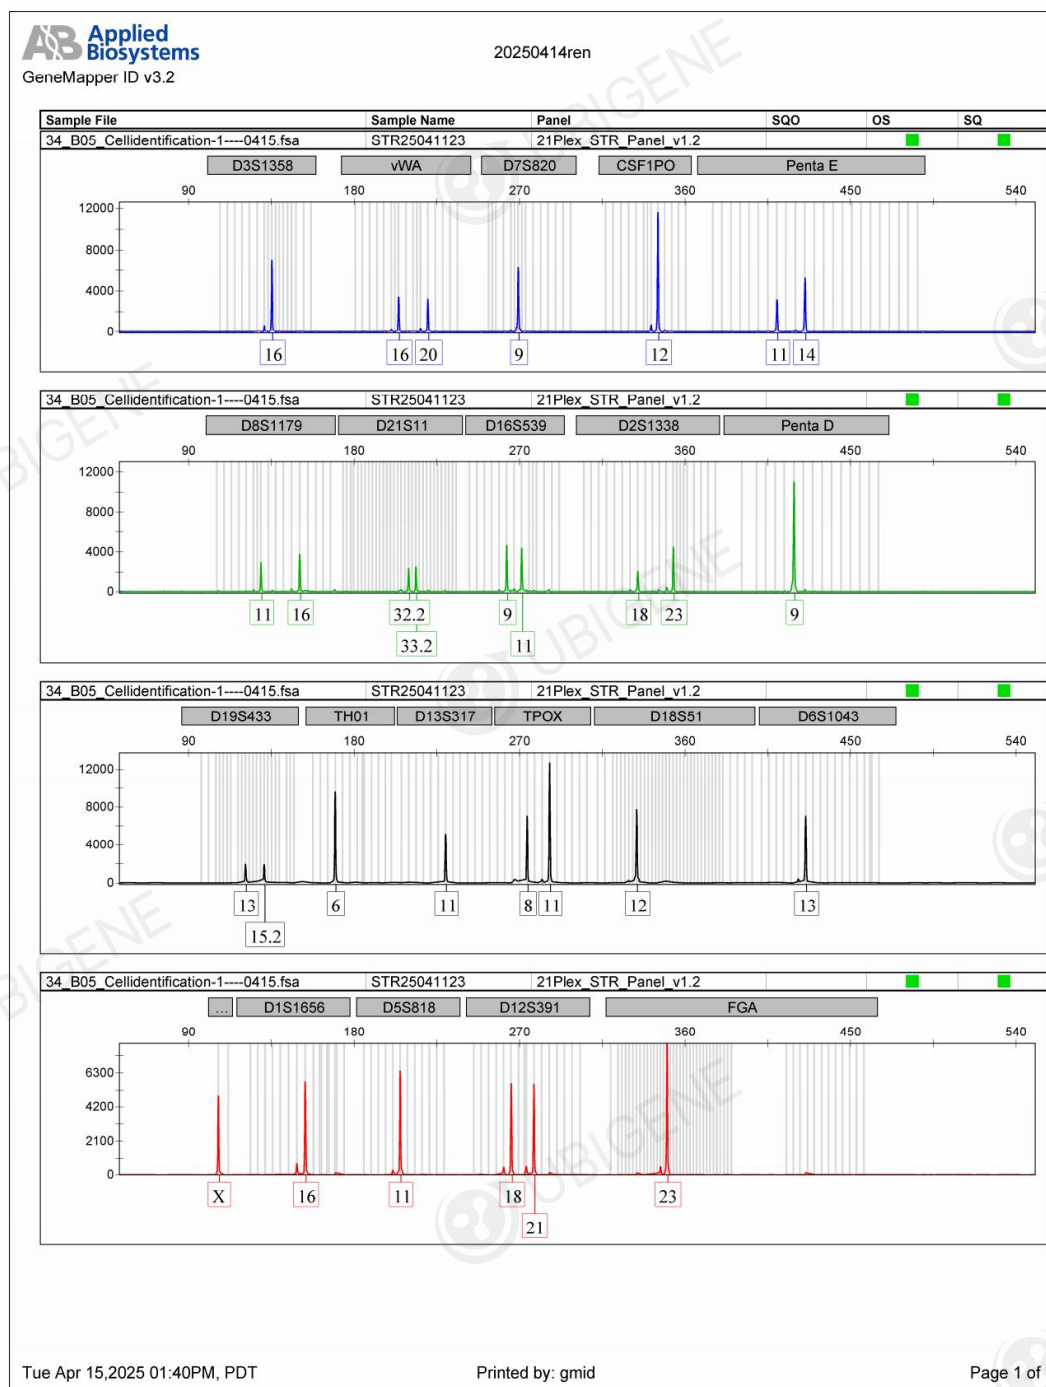 Applied
AB Biosystems
GeneMapper ID v3.2
20250414ren
Sample File Sample Name Panel SQO OS SQ
34_B05_Cellidentification-1----0415.fsa STR25041123 21Plex_STR_Panel_v1.2
D3S1358 vWA D7S820 CSF1PO Penta E
90 180 270 360 450 540
12000
8000
4000
0
16 16 20 9 12 11 14
34_B05_Cellidentification-1----0415.fsa STR25041123 21Plex_STR_Panel_v1.2
D8S1179 D21S11 D16S539 D2S1338 Penta D
90 180 270 360 450 540
12000
8000
4000
0
11 16 32.2 9 18 23 9
33.2 11
34_B05_Cellidentification-1----0415.fsa STR25041123 21Plex_STR_Panel_v1.2
D19S433 TH01 D13S317 TPOX D18S51 D6S1043
90 180 270 360 450 540
12000
8000
4000
0
13 6 11 8 11 12 13
15.2
34_B05_Cellidentification-1----0415.fsa STR25041123 21Plex_STR_Panel_v1.2
... D1S1656 D5S818 D12S391 FGA
90 180 270 360 450 540
6300
4200
2100
0
X 16 11 18 23
21
UBIGENE
Tue Apr 15,2025 01:40PM, PDT Printed by: gmid Page 1 of